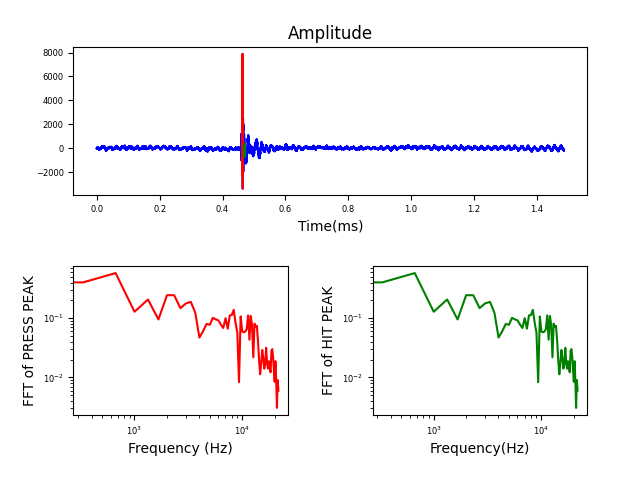 Amplitude
8000
6000
4000
2000
0
−2000
0.0 0.2 0.4 0.6 0.8 1.0 1.2 1.4
Time(ms)
FFT of PRESS PEAK
10⁻¹
10⁻²
10³ 10⁴
Frequency (Hz)
FFT of HIT PEAK
10⁻¹
10⁻²
10³ 10⁴
Frequency(Hz)